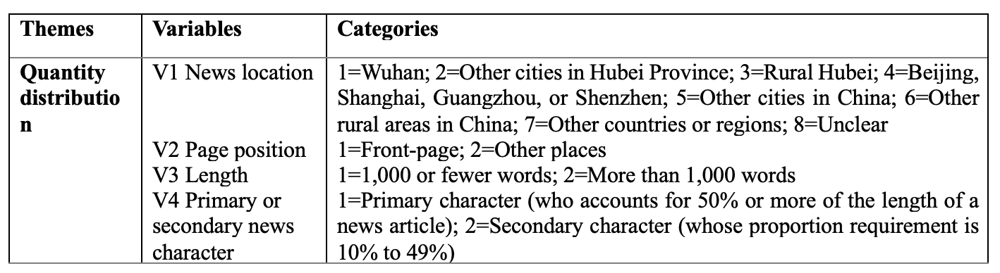 Themes Variables Categories
Quantity V1 News location 1=Wuhan; 2=Other cities in Hubei Province; 3=Rural Hubei; 4=Beijing,
distributio Shanghai, Guangzhou, or Shenzhen; 5=Other cities in China; 6=Other
n rural areas in China; 7=Other countries or regions; 8=Unclear
V2 Page position 1=Front-page; 2=Other places
V3 Length 1=1,000 or fewer words; 2=More than 1,000 words
V4 Primary or 1=Primary character (who accounts for 50% or more of the length of a
secondary news news article); 2=Secondary character (whose proportion requirement is
character 10% to 49%)